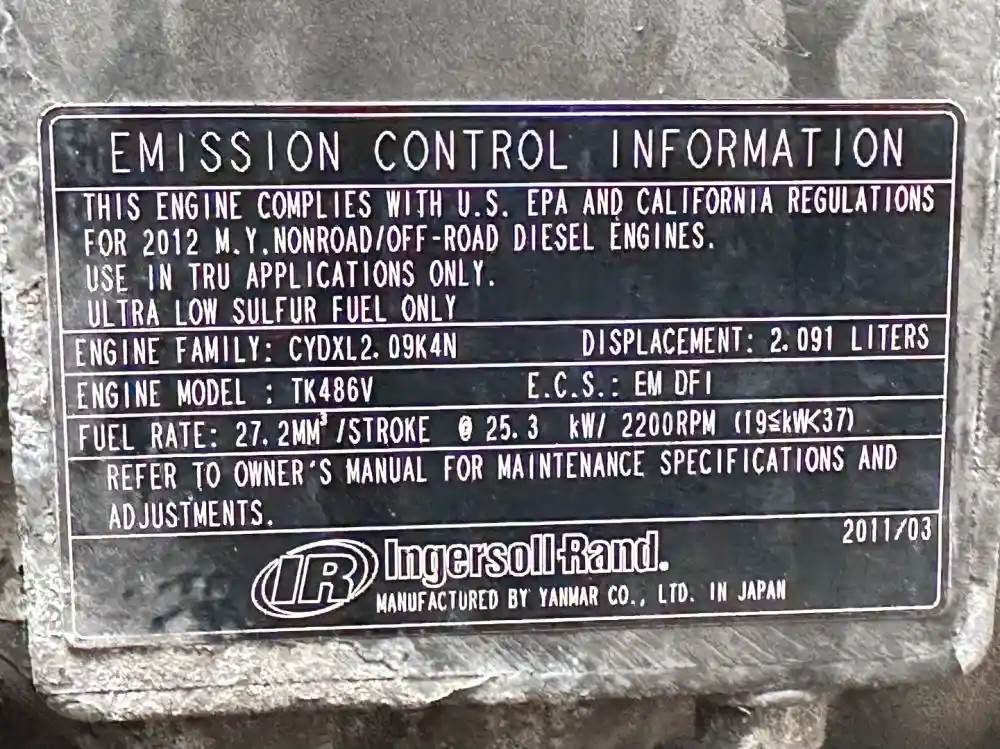 EMISSION CONTROL INFORMATION
THIS ENGINE COMPLIES WITH U.S. EPA AND CALIFORNIA REGULATIONS
FOR 2012 M.Y.NONROAD/OFF-ROAD DIESEL ENGINES.
USE IN TRU APPLICATIONS ONLY.
ULTRA LOW SULFUR FUEL ONLY
ENGINE FAMILY: CYDXL2.09K4N DISPLACEMENT: 2.091 LITERS
ENGINE MODEL : TK486V E.C.S.: EM DFI
FUEL RATE: 27.2MM³/STROKE @ 25.3 kW/ 2200RPM (19≦kW<37)
REFER TO OWNER'S MANUAL FOR MAINTENANCE SPECIFICATIONS AND
ADJUSTMENTS.
2011/03
IR Ingersoll-Rand.
MANUFACTURED BY YANMAR CO., LTD. IN JAPAN